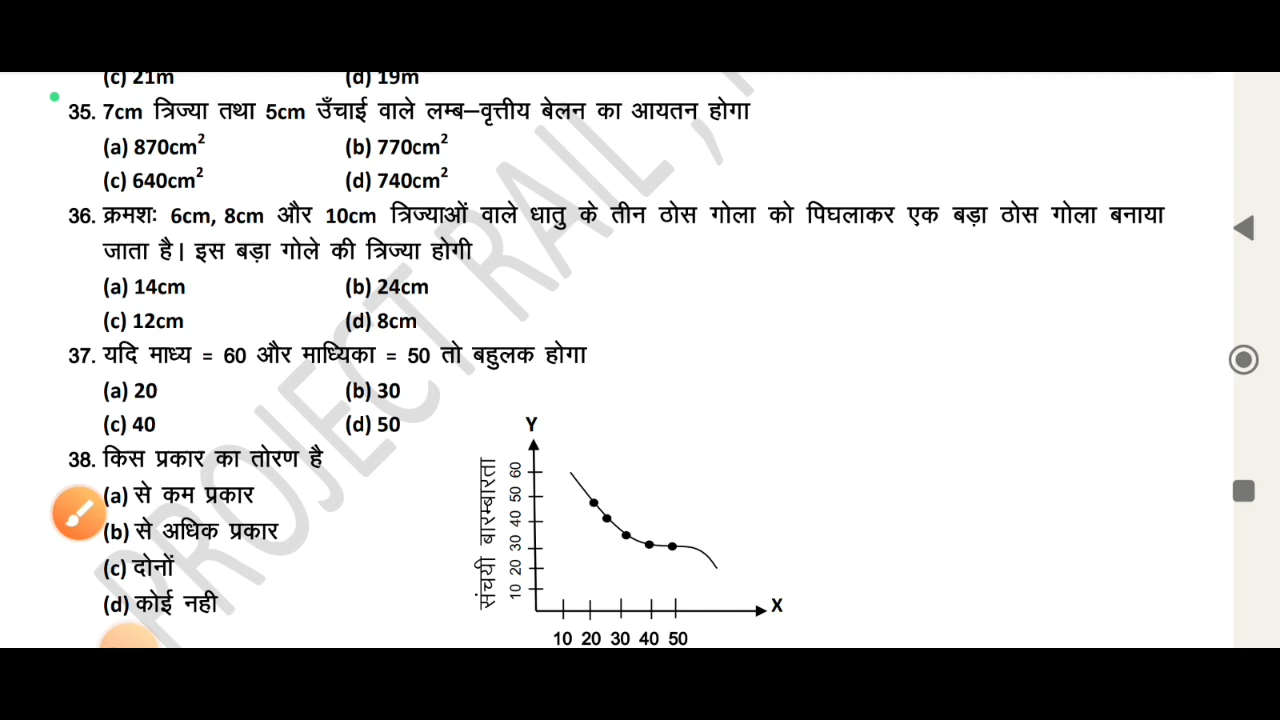 (c) 21m (d) 19m
35. 7cm त्रिज्या तथा 5cm उँचाई वाले लम्ब–वृत्तीय बेलन का आयतन होगा
(a) 870cm² (b) 770cm²
(c) 640cm² (d) 740cm²
36. क्रमशः 6cm, 8cm और 10cm त्रिज्याओं वाले धातु के तीन ठोस गोला को पिघलाकर एक बड़ा ठोस गोला बनाया
जाता है। इस बड़ा गोले की त्रिज्या होगी
(a) 14cm (b) 24cm
(c) 12cm (d) 8cm
37. यदि माध्य = 60 और माध्यिका = 50 तो बहुलक होगा
(a) 20 (b) 30
(c) 40 (d) 50
38. किस प्रकार का तोरण है
(a) से कम प्रकार
(b) से अधिक प्रकार
(c) दोनों
(d) कोई नही
Y
संचयी बारम्बारता
10 20 30 40 50 60
X
10 20 30 40 50
PROJECT RAIL,